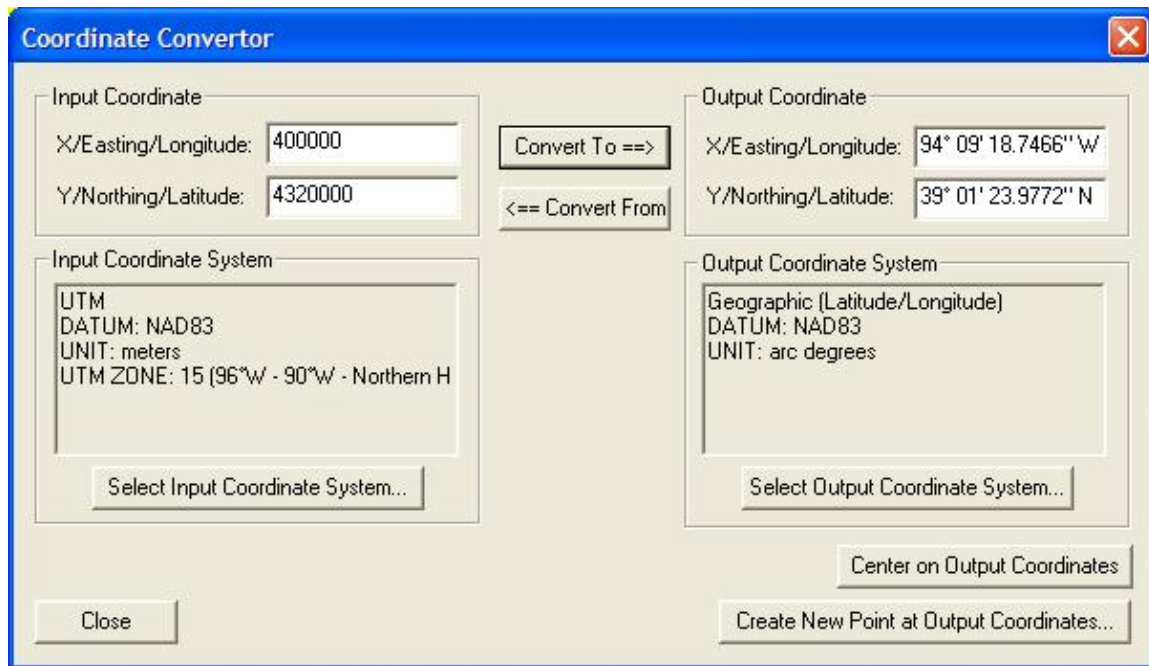 Coordinate Convertor
Input Coordinate
X/Easting/Longitude: 400000
Y/Northing/Latitude: 4320000
Convert To ==>
<== Convert From
Output Coordinate
X/Easting/Longitude: 94° 09' 18.7466" W
Y/Northing/Latitude: 39° 01' 23.9772" N
Input Coordinate System
UTM
DATUM: NAD83
UNIT: meters
UTM ZONE: 15 (96°W - 90°W - Northern H
Select Input Coordinate System...
Output Coordinate System
Geographic (Latitude/Longitude)
DATUM: NAD83
UNIT: arc degrees
Select Output Coordinate System...
Center on Output Coordinates
Close
Create New Point at Output Coordinates...